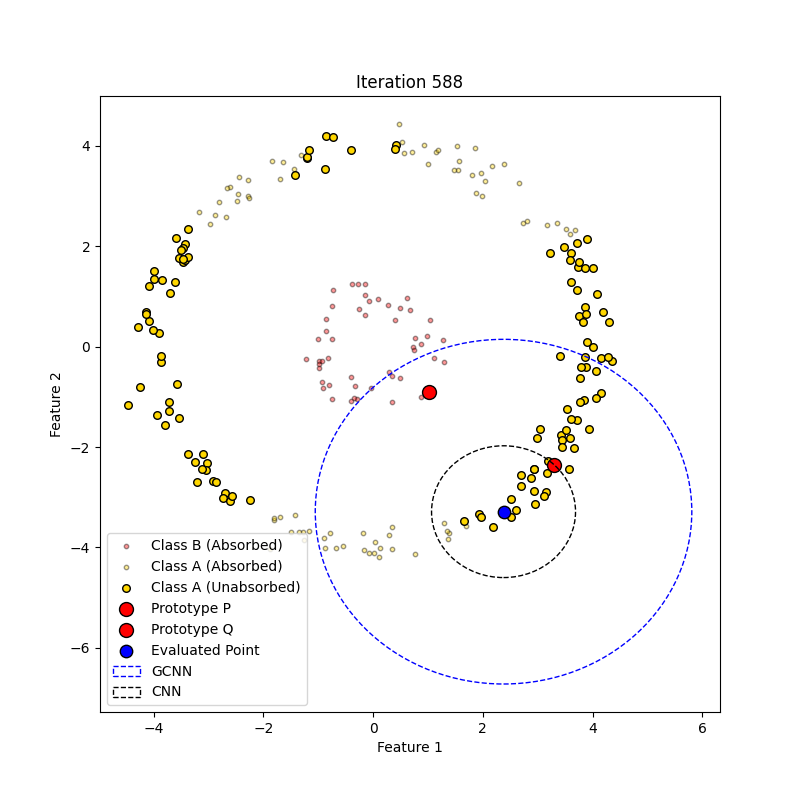 Iteration 588
4
2
0
−2
−4
−6
Feature 2
Class B (Absorbed)
Class A (Absorbed)
Class A (Unabsorbed)
Prototype P
Prototype Q
Evaluated Point
GCNN
CNN
−4 −2 0 2 4 6
Feature 1